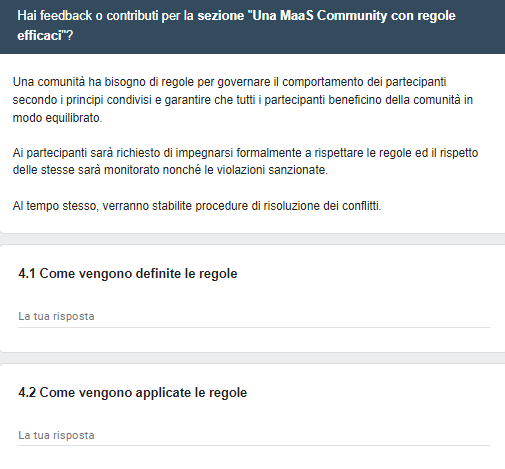 Hai feedback o contributi per la sezione "Una MaaS Community con regole
efficaci"?
Una comunità ha bisogno di regole per governare il comportamento dei partecipanti
secondo i principi condivisi e garantire che tutti i partecipanti beneficino della comunità in
modo equilibrato.
Ai partecipanti sarà richiesto di impegnarsi formalmente a rispettare le regole ed il rispetto
delle stesse sarà monitorato nonché le violazioni sanzionate.
Al tempo stesso, verranno stabilite procedure di risoluzione dei conflitti.
4.1 Come vengono definite le regole
La tua risposta
4.2 Come vengono applicate le regole
La tua risposta